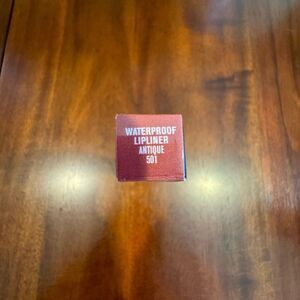 WATERPROOF
LIPLINER
ANTIQUE
501